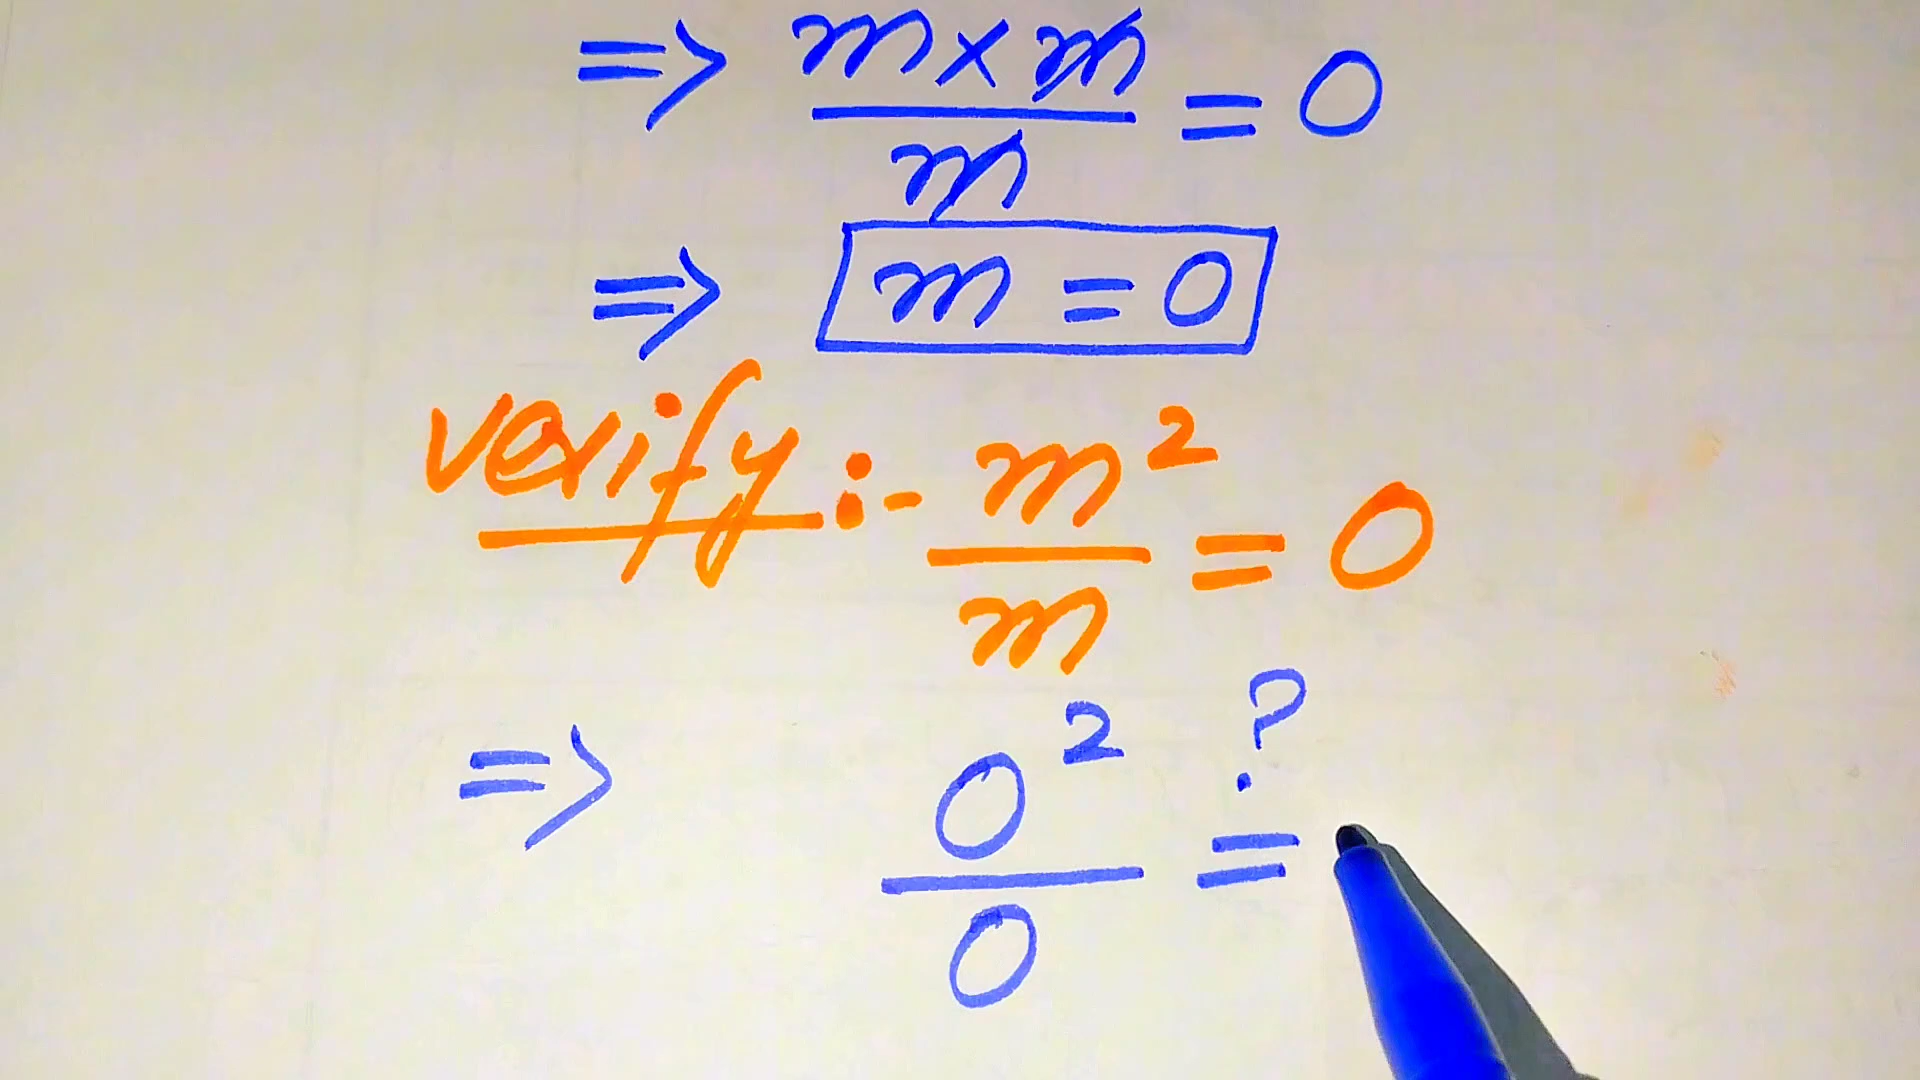 => m × m / m = 0
=> m = 0
verify :- m² / m = 0
=> 0² / 0 ?=